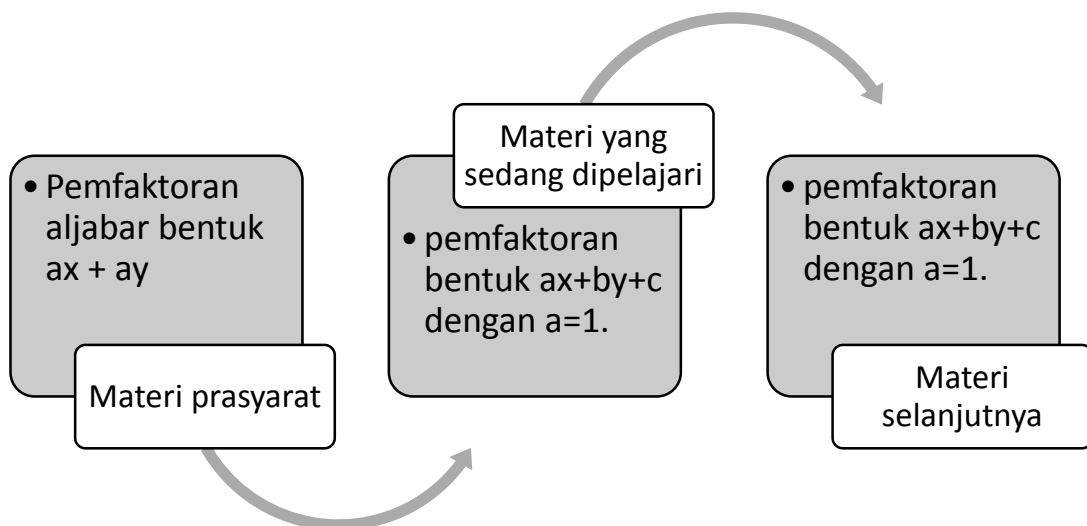 • Pemfaktoran
aljabar bentuk
ax + ay
Materi prasyarat
Materi yang
sedang dipelajari
• pemfaktoran
bentuk ax+by+c
dengan a=1.
• pemfaktoran
bentuk ax+by+c
dengan a=1.
Materi
selanjutnya